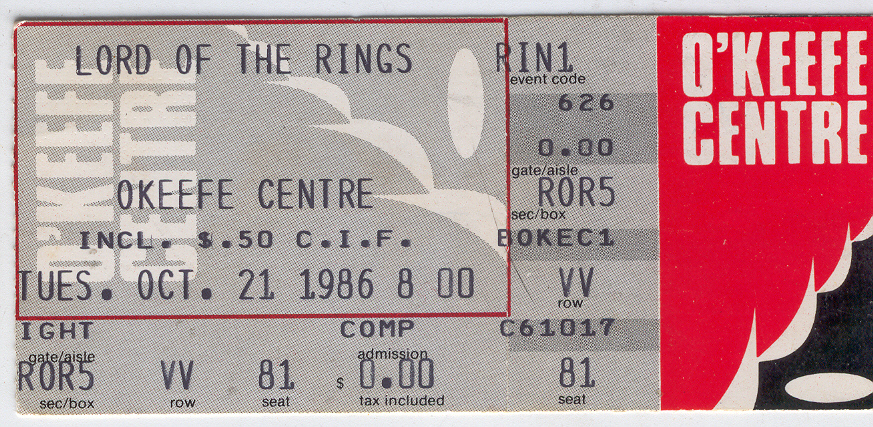 LORD OF THE RINGS
O'KEEFE
CENTRE
OKEEFE CENTRE
INCL. $.50 C.I.F.
TUES. OCT. 21 1986 8 00
IGHT COMP
gate/aisle admission
ROR5 VV 81 $ 0.00
sec/box row seat tax included
RIN1
event code
626
0.00
gate/aisle
ROR5
sec/box
BOKEC1
VV
row
C61017
81
seat
O'KEEFE
CENTRE